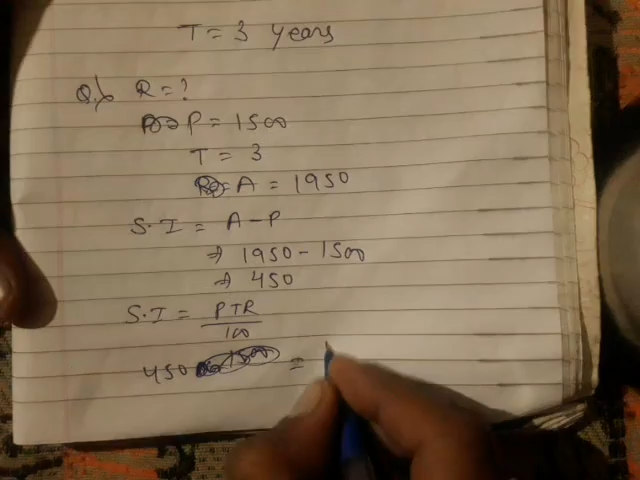 T = 3 years
Q. R = ?
P = 1500
T = 3
A = 1950
S.I = A - P
⇒ 1950 - 1500
⇒ 450
S.I = PTR
100
450 =